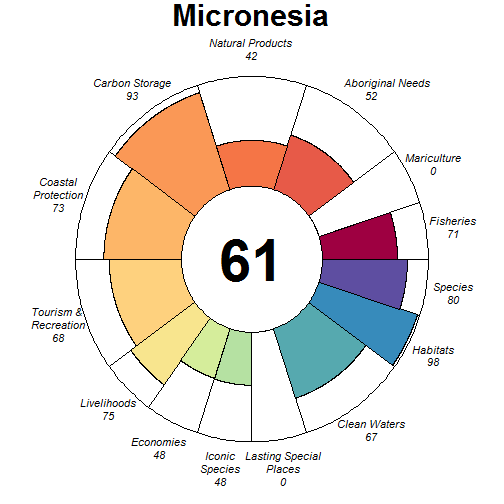 Micronesia
Natural Products
42
Carbon Storage
93
Aboriginal Needs
52
Mariculture
0
Coastal
Protection
73
Fisheries
71
61
Species
80
Tourism &
Recreation
68
Habitats
98
Livelihoods
75
Clean Waters
67
Economies
48
Iconic
Species
48
Lasting Special
Places
0